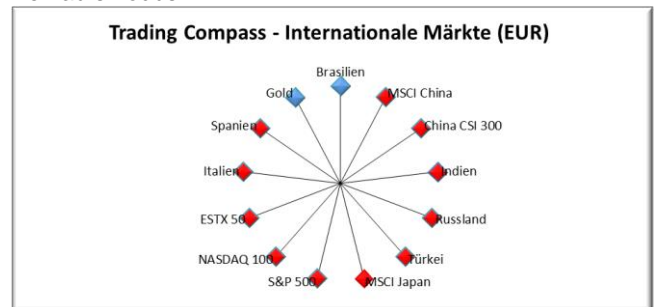 Trading Compass - Internationale Märkte (EUR)
Brasilien
Gold
MSCI China
Spanien
China CSI 300
Italien
Indien
ESTX 50
Russland
NASDAQ 100
Türkei
S&P 500
MSCI Japan